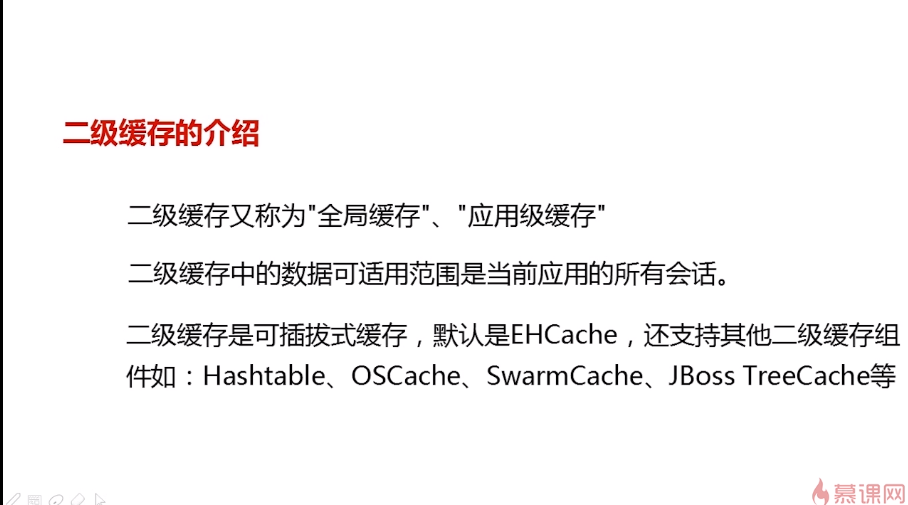 二级缓存的介绍
二级缓存又称为"全局缓存"、"应用级缓存"
二级缓存中的数据可适用范围是当前应用的所有会话。
二级缓存是可插拔式缓存，默认是EHCache，还支持其他二级缓存组
件如：Hashtable、OSCache、SwarmCache、JBoss TreeCache等
慕课网